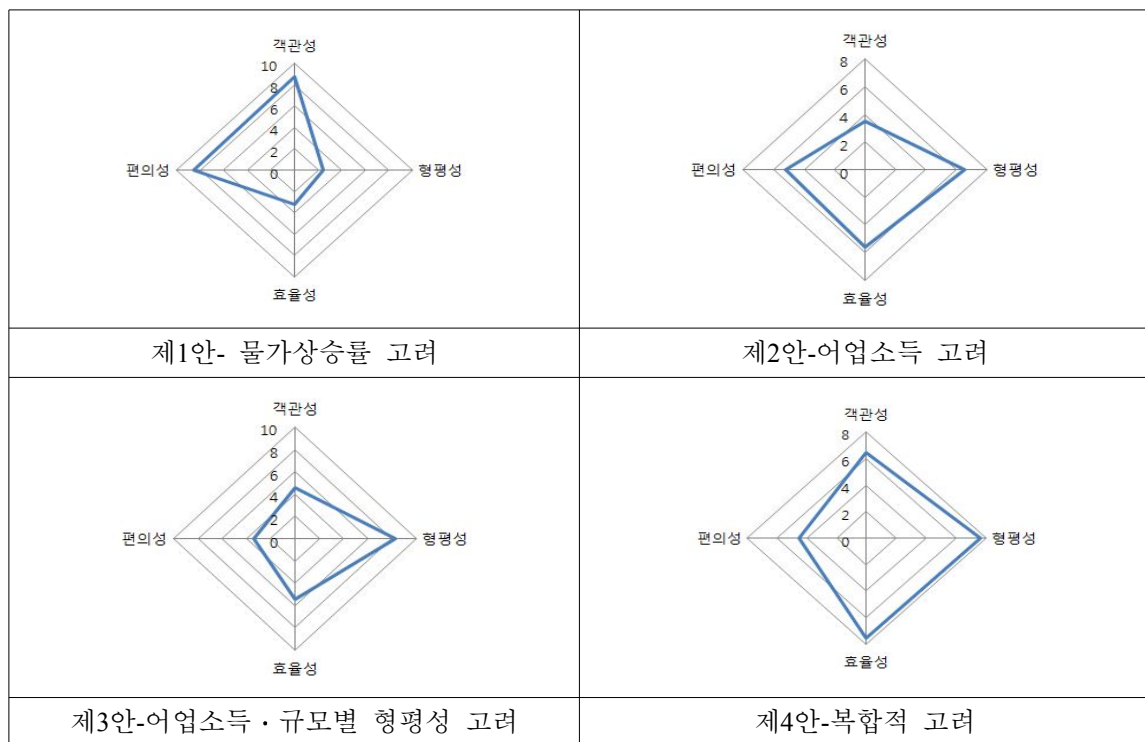 객관성
10
8
6
4
2
0
편의성
형평성
효율성
제1안- 물가상승률 고려
객관성
8
6
4
2
0
편의성
형평성
효율성
제2안-어업소득 고려
객관성
10
8
6
4
2
0
편의성
형평성
효율성
제3안-어업소득・규모별 형평성 고려
객관성
8
6
4
2
0
편의성
형평성
효율성
제4안-복합적 고려